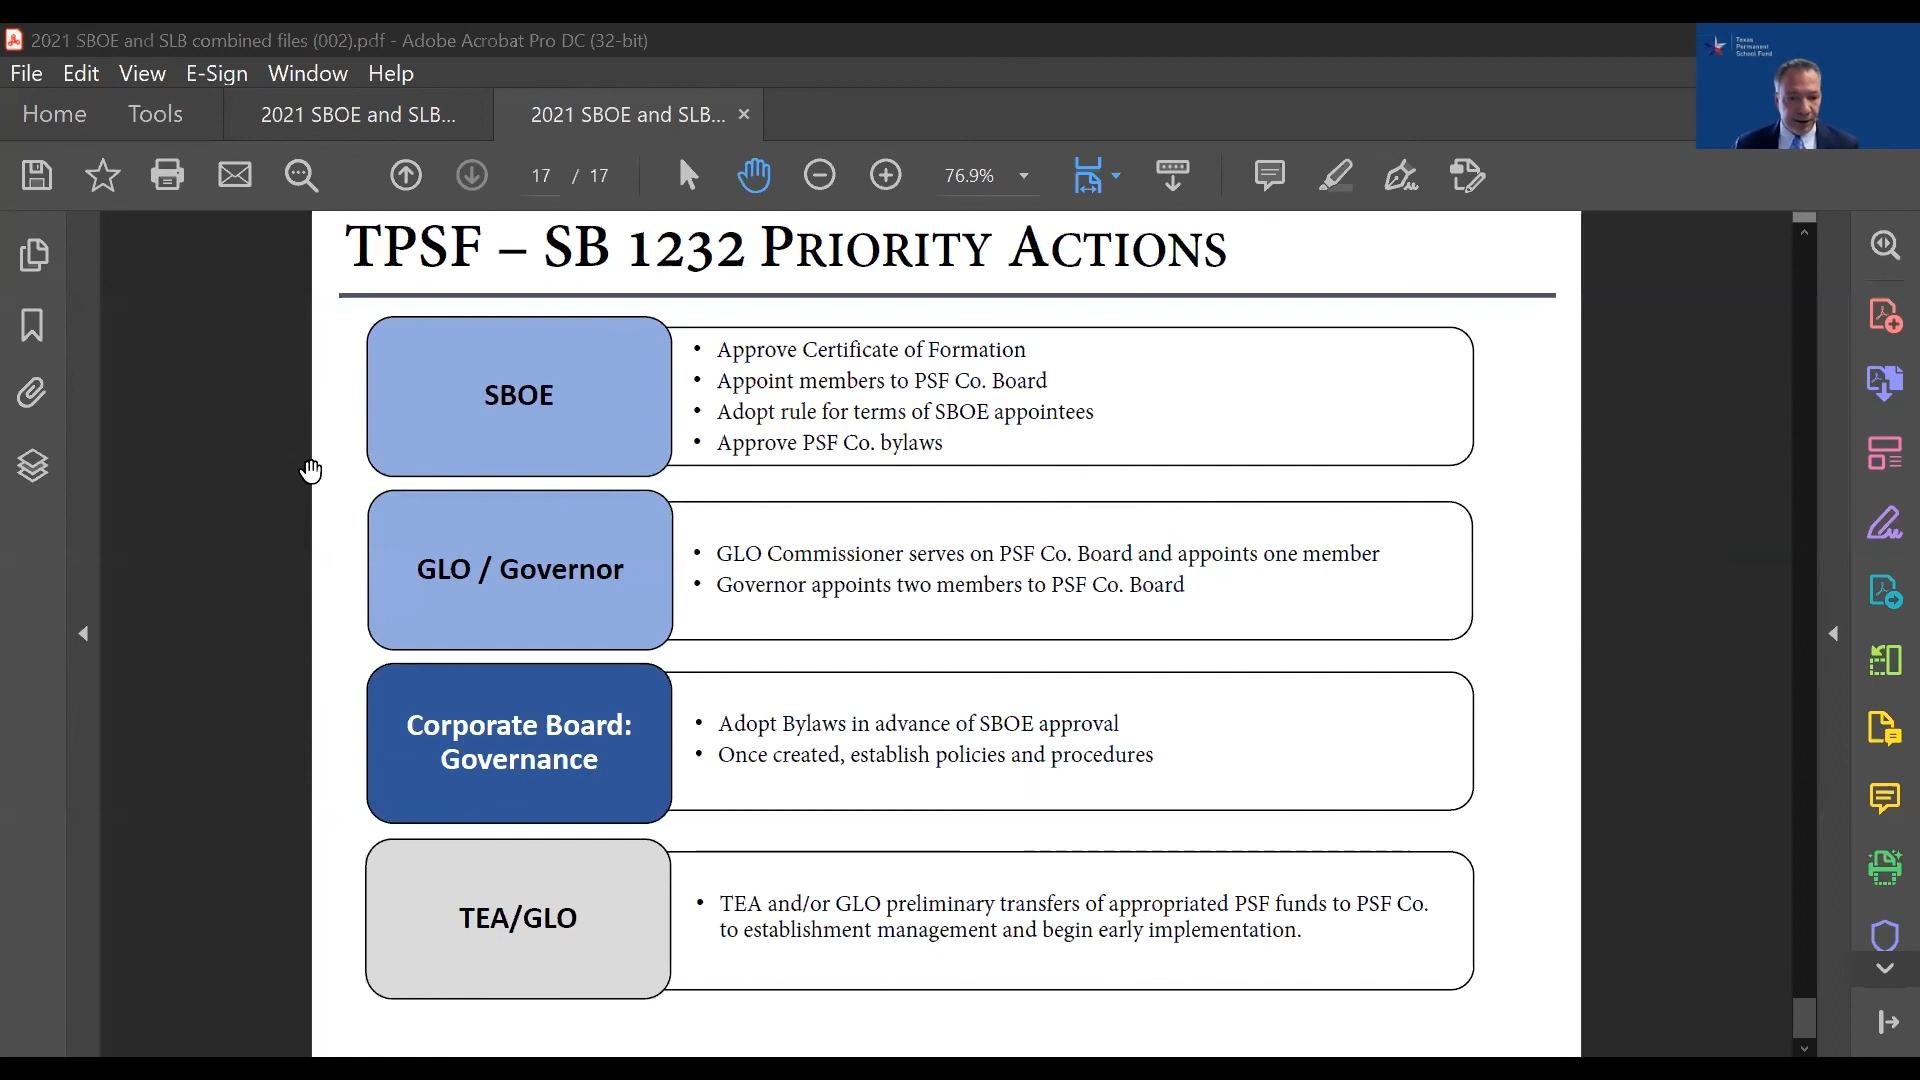 2021 SBOE and SLB combined files (002).pdf - Adobe Acrobat Pro DC (32-bit)
Texas
Permanent
School Fund
File Edit View E-Sign Window Help
Home Tools 2021 SBOE and SLB... 2021 SBOE and SLB... ×
17 / 17 76.9%
TPSF – SB 1232 PRIORITY ACTIONS
SBOE
• Approve Certificate of Formation
• Appoint members to PSF Co. Board
• Adopt rule for terms of SBOE appointees
• Approve PSF Co. bylaws
GLO / Governor
• GLO Commissioner serves on PSF Co. Board and appoints one member
• Governor appoints two members to PSF Co. Board
Corporate Board:
Governance
• Adopt Bylaws in advance of SBOE approval
• Once created, establish policies and procedures
TEA/GLO
• TEA and/or GLO preliminary transfers of appropriated PSF funds to PSF Co.
to establishment management and begin early implementation.